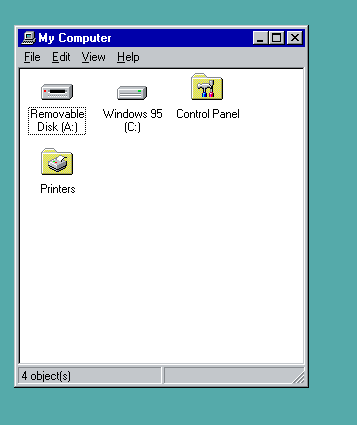 My Computer
File Edit View Help
Removable Disk (A:)
Windows 95 (C:)
Control Panel
Printers
4 object(s)